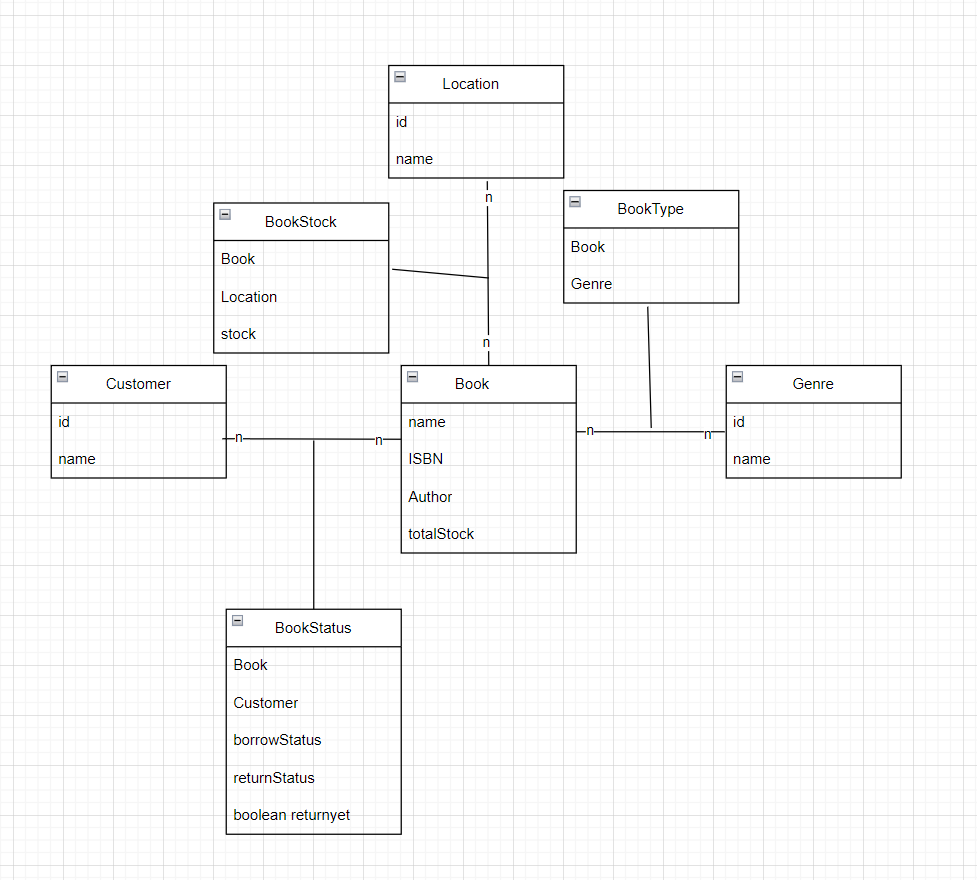 Location
id
name
n
BookType
Book
Genre
BookStock
Book
Location
stock
n
Customer
id
name
n
n
Book
name
ISBN
Author
totalStock
n
n
Genre
id
name
BookStatus
Book
Customer
borrowStatus
returnStatus
boolean returnyet